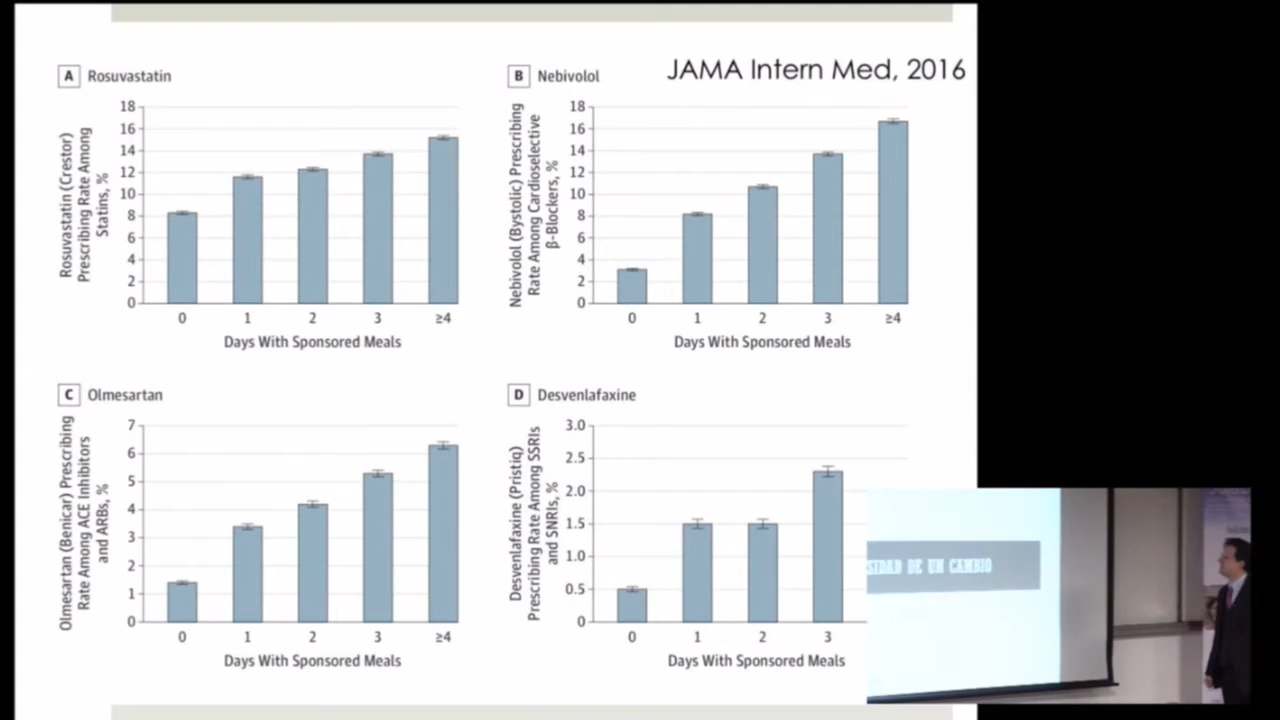 JAMA Intern Med, 2016
A Rosuvastatin
Rosuvastatin (Crestor)
Prescribing Rate Among
Statins, %
18
16
14
12
10
8
6
4
2
0
0 1 2 3 ≥4
Days With Sponsored Meals
B Nebivolol
Nebivolol (Bystolic) Prescribing
Rate Among Cardioselective
β-Blockers, %
18
16
14
12
10
8
6
4
2
0
0 1 2 3 ≥4
Days With Sponsored Meals
C Olmesartan
Olmesartan (Benicar) Prescribing
Rate Among ACE Inhibitors
and ARBs, %
7
6
5
4
3
2
1
0
0 1 2 3 ≥4
Days With Sponsored Meals
D Desvenlafaxine
Desvenlafaxine (Pristiq)
Prescribing Rate Among SSRIs
and SNRIs, %
3.0
2.5
2.0
1.5
1.0
0.5
0
0 1 2 3
Days With Sponsored Meals
SIDAD DE UN CAMBIO